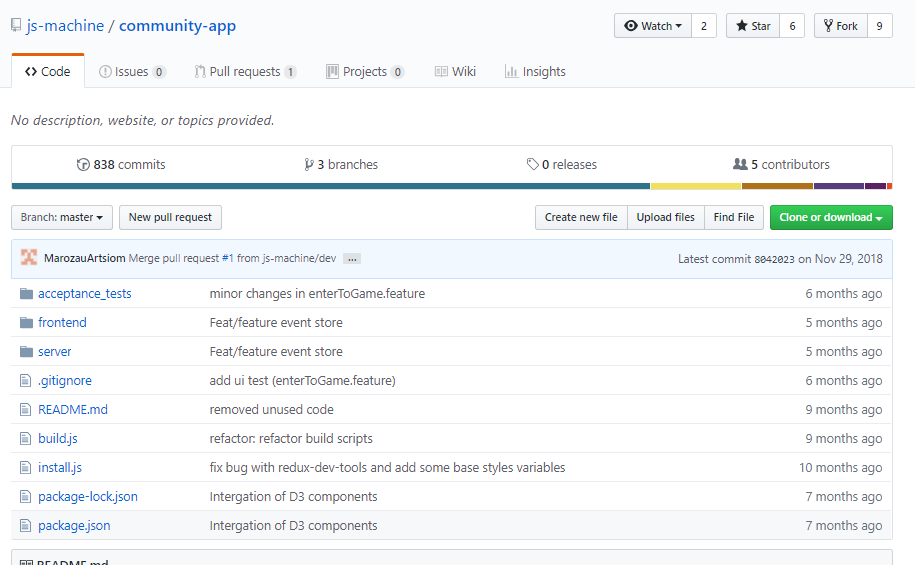 js-machine / community-app Watch 2 Star 6 Fork 9
Code Issues 0 Pull requests 1 Projects 0 Wiki Insights
No description, website, or topics provided.
838 commits 3 branches 0 releases 5 contributors
Branch: master New pull request Create new file Upload files Find File Clone or download
MarozauArtsiom Merge pull request #1 from js-machine/dev ... Latest commit 8042023 on Nov 29, 2018
acceptance_tests minor changes in enterToGame.feature 6 months ago
frontend Feat/feature event store 5 months ago
server Feat/feature event store 5 months ago
.gitignore add ui test (enterToGame.feature) 6 months ago
README.md removed unused code 9 months ago
build.js refactor: refactor build scripts 9 months ago
install.js fix bug with redux-dev-tools and add some base styles variables 10 months ago
package-lock.json Intergation of D3 components 7 months ago
package.json Intergation of D3 components 7 months ago
README.md